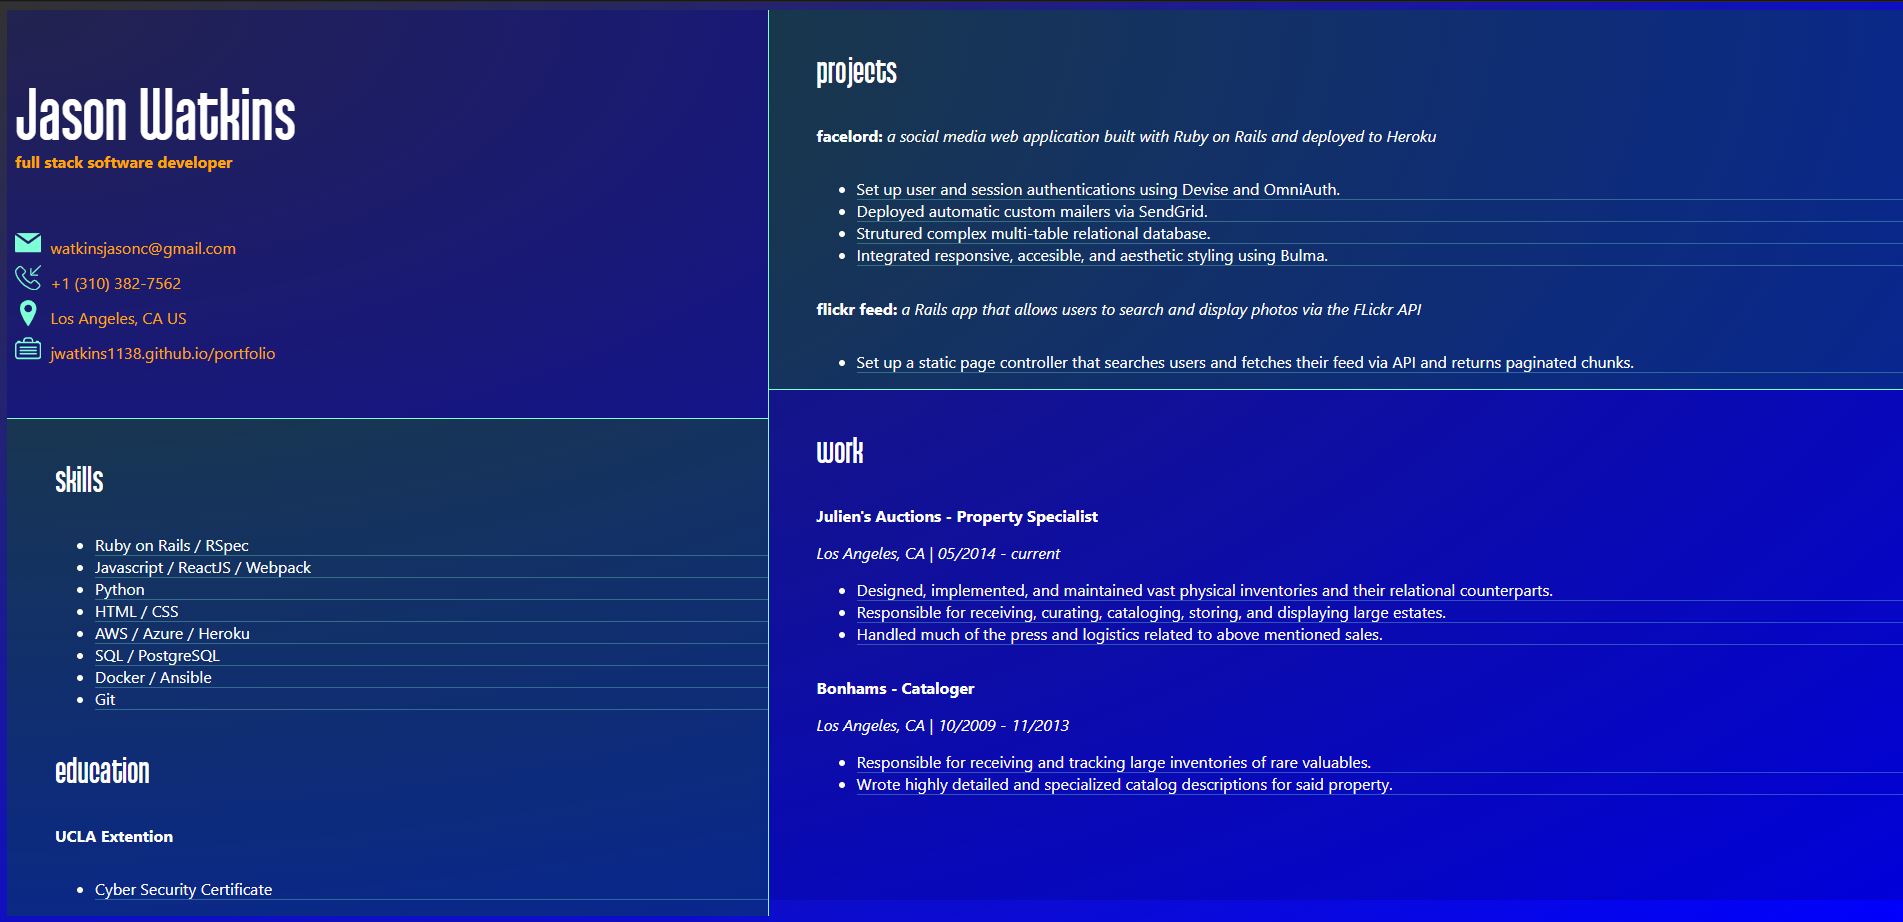 Jason Watkins
full stack software developer
watkinsjasonc@gmail.com
+1 (310) 382-7562
Los Angeles, CA US
jwatkins1138.github.io/portfolio
skills
Ruby on Rails / RSpec
Javascript / ReactJS / Webpack
Python
HTML / CSS
AWS / Azure / Heroku
SQL / PostgreSQL
Docker / Ansible
Git
education
UCLA Extention
Cyber Security Certificate
projects
facelord: a social media web application built with Ruby on Rails and deployed to Heroku
Set up user and session authentications using Devise and OmniAuth.
Deployed automatic custom mailers via SendGrid.
Strutured complex multi-table relational database.
Integrated responsive, accesible, and aesthetic styling using Bulma.
flickr feed: a Rails app that allows users to search and display photos via the FLickr API
Set up a static page controller that searches users and fetches their feed via API and returns paginated chunks.
work
Julien's Auctions - Property Specialist
Los Angeles, CA | 05/2014 - current
Designed, implemented, and maintained vast physical inventories and their relational counterparts.
Responsible for receiving, curating, cataloging, storing, and displaying large estates.
Handled much of the press and logistics related to above mentioned sales.
Bonhams - Cataloger
Los Angeles, CA | 10/2009 - 11/2013
Responsible for receiving and tracking large inventories of rare valuables.
Wrote highly detailed and specialized catalog descriptions for said property.